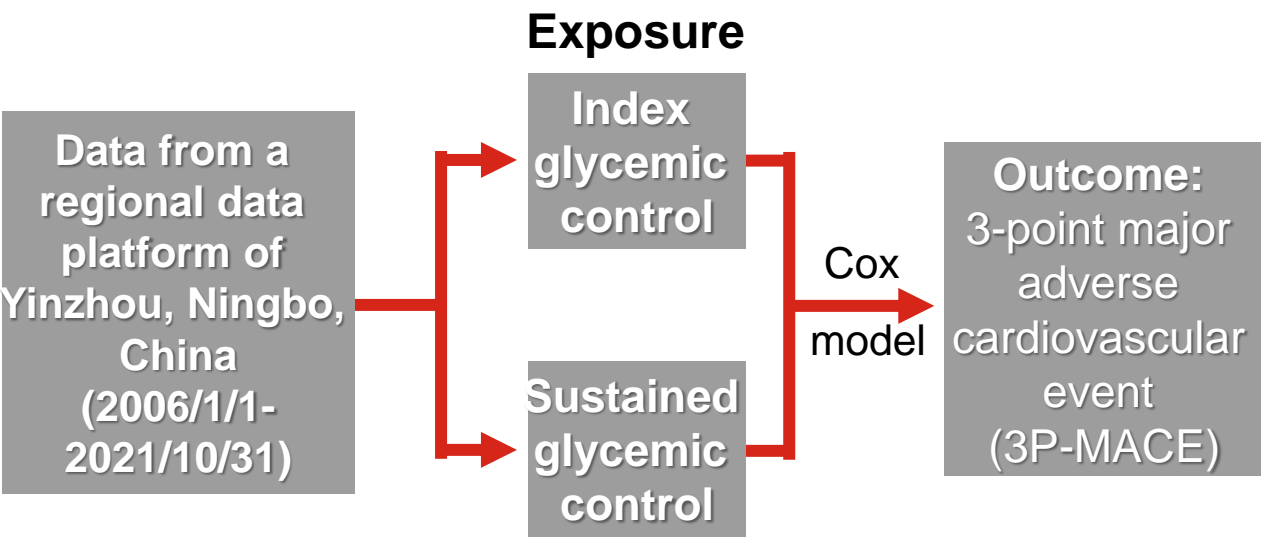 Exposure
Data from a
regional data
platform of
Yinzhou, Ningbo,
China
(2006/1/1-
2021/10/31)
Index
glycemic
control
Sustained
glycemic
control
Cox
model
Outcome:
3-point major
adverse
cardiovascular
event
(3P-MACE)